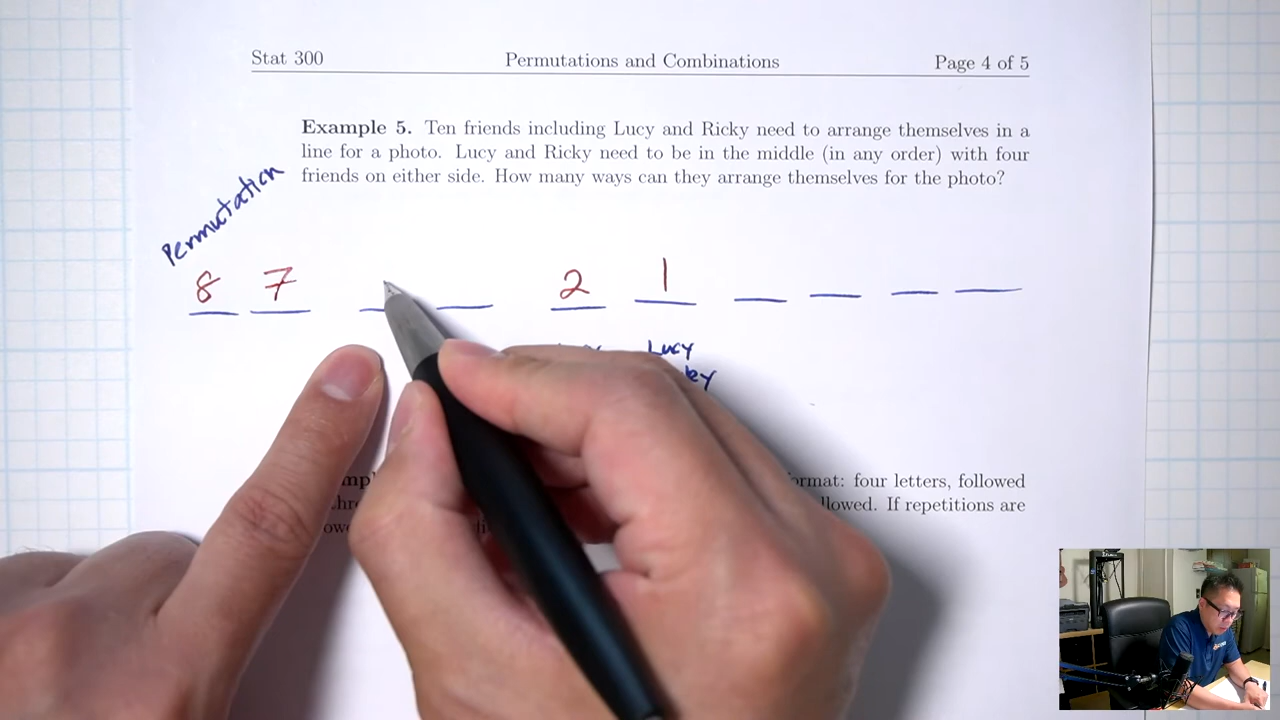 Stat 300 Permutations and Combinations Page 4 of 5
Example 5. Ten friends including Lucy and Ricky need to arrange themselves in a
line for a photo. Lucy and Ricky need to be in the middle (in any order) with four
friends on either side. How many ways can they arrange themselves for the photo?
Permutation
8 7 2 1
Lucy
format: four letters, followed
llowed. If repetitions are